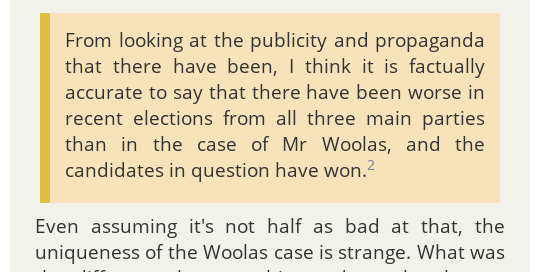 From looking at the publicity and propaganda
that there have been, I think it is factually
accurate to say that there have been worse in
recent elections from all three main parties
than in the case of Mr Woolas, and the
candidates in question have won.2
Even assuming it's not half as bad at that, the
uniqueness of the Woolas case is strange. What was